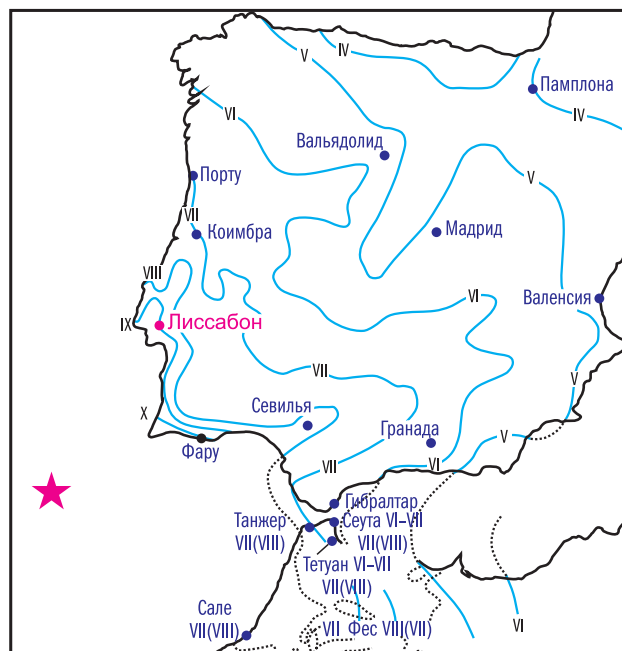 IV
V
Памплона
VI
IV
Вальядолид
Порту
V
VII
Коимбра
Мадрид
VIII
VI
Валенсия
IX
Лиссабон
VII
V
X
Севилья
Гранада
V
Фару
VII
VI
Гибралтар
Танжер
VII(VIII)
Сеута VI–VII
VII(VIII)
Тетуан VI–VII
VII(VIII)
Сале
VII(VIII)
VII
Фес VIII(VII)
VI